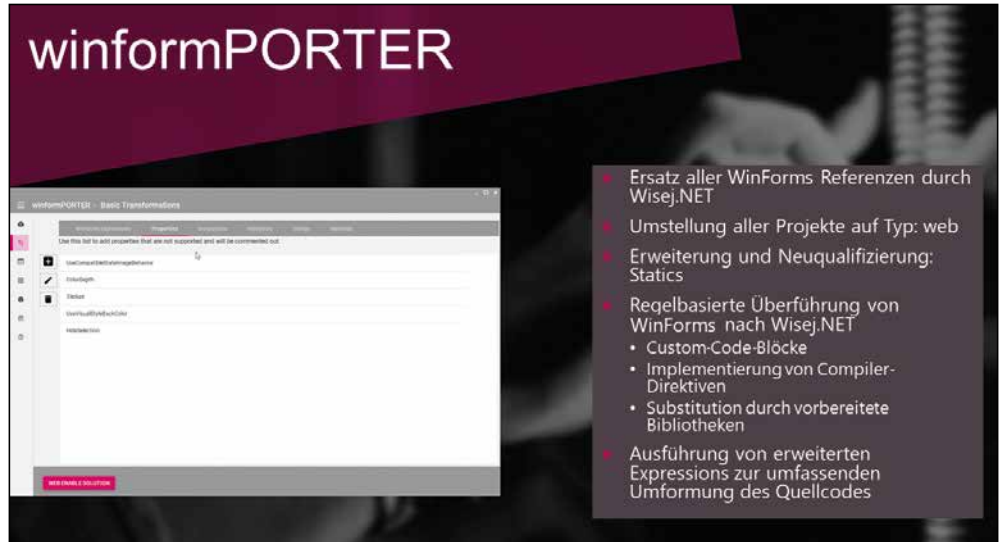 winformPORTER
winformPORTER - Basic Transformations
Properties
Use this list to add properties that are not supported and will be commented out
UseCompatibleStateImageBehavior
ColorDepth
UseVisualStyleBackColor
HideSelection
WEB ENABLE SOLUTION
Ersatz aller WinForms Referenzen durch
Wisej.NET
Umstellung aller Projekte auf Typ: web
Erweiterung und Neuqualifizierung:
Statics
Regelbasierte Überführung von
WinForms nach Wisej.NET
• Custom-Code-Blöcke
• Implementierung von Compiler-
Direktiven
• Substitution durch vorbereitete
Bibliotheken
Ausführung von erweiterten
Expressions zur umfassenden
Umformung des Quellcodes